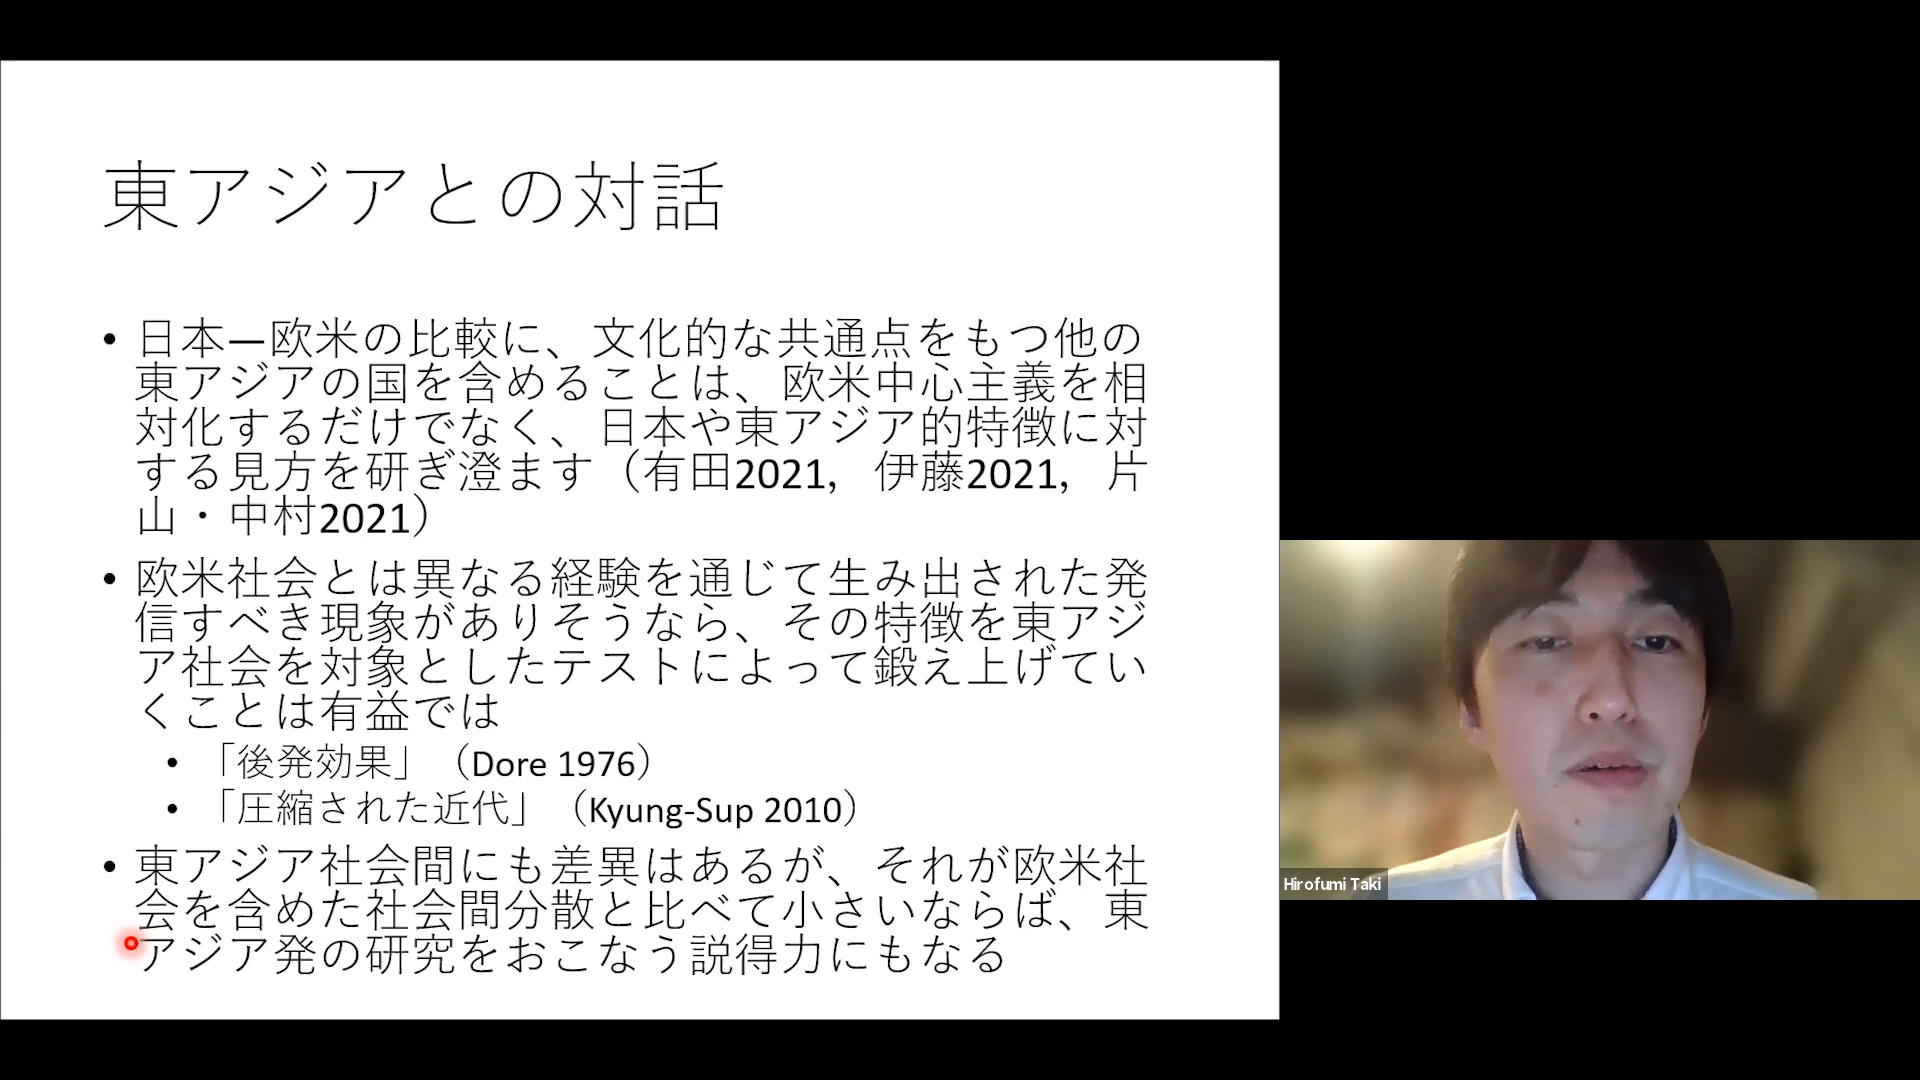 東アジアとの対話
• 日本―欧米の比較に、文化的な共通点をもつ他の
東アジアの国を含めることは、欧米中心主義を相
対化するだけでなく、日本や東アジア的特徴に対
する見方を研ぎ澄ます（有田2021, 伊藤2021, 片
山・中村2021）
• 欧米社会とは異なる経験を通じて生み出された発
信すべき現象がありそうなら、その特徴を東アジ
ア社会を対象としたテストによって鍛え上げてい
くことは有益では
• 「後発効果」（Dore 1976）
• 「圧縮された近代」（Kyung-Sup 2010）
• 東アジア社会間にも差異はあるが、それが欧米社
会を含めた社会間分散と比べて小さいならば、東
アジア発の研究をおこなう説得力にもなる
Hirofumi Taki